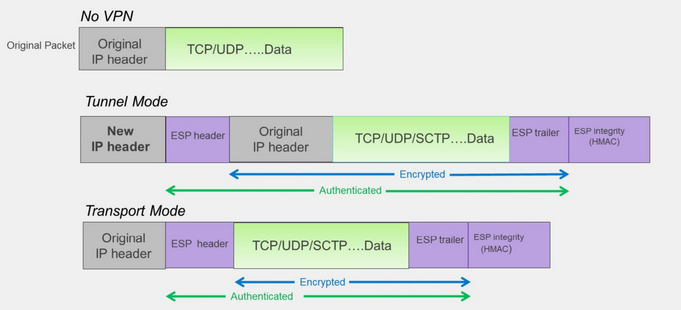 No VPN
Original Packet
Original
IP header
TCP/UDP.....Data
Tunnel Mode
New
IP header
ESP header
Original
IP header
TCP/UDP/SCTP....Data
ESP trailer
ESP integrity
(HMAC)
Encrypted
Authenticated
Transport Mode
Original
IP header
ESP header
TCP/UDP/SCTP....Data
ESP trailer
ESP integrity
(HMAC)
Encrypted
Authenticated